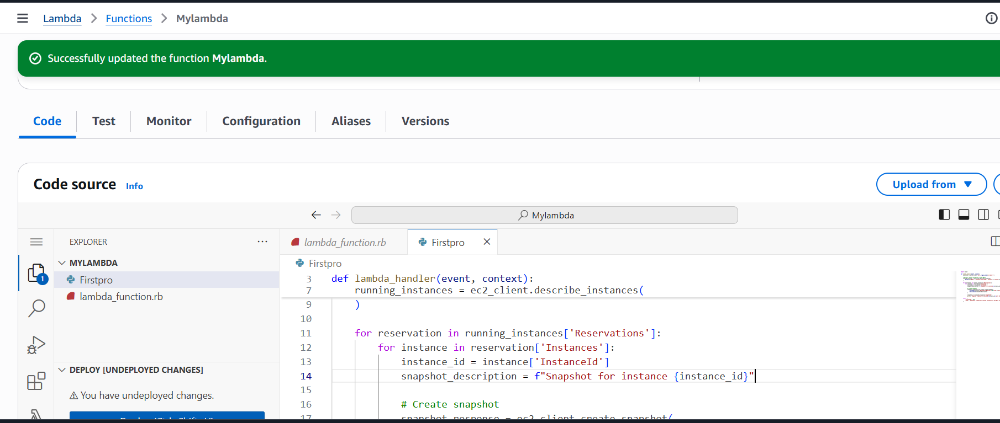 Lambda > Functions > Mylambda
Successfully updated the function Mylambda.
Code Test Monitor Configuration Aliases Versions
Code source Info
Upload from
Mylambda
EXPLORER
MYLAMBDA
Firstpro
lambda_function.rb
DEPLOY [UNDEPLOYED CHANGES]
You have undeployed changes.
lambda_function.rb
Firstpro
Firstpro
3 def lambda_handler(event, context):
7 running_instances = ec2_client.describe_instances(
9 )
10
11 for reservation in running_instances['Reservations']:
12 for instance in reservation['Instances']:
13 instance_id = instance['InstanceId']
14 snapshot_description = f"Snapshot for instance {instance_id}"
15
16 # Create snapshot
17 snapshot_response = ec2_client.create_snapshot(